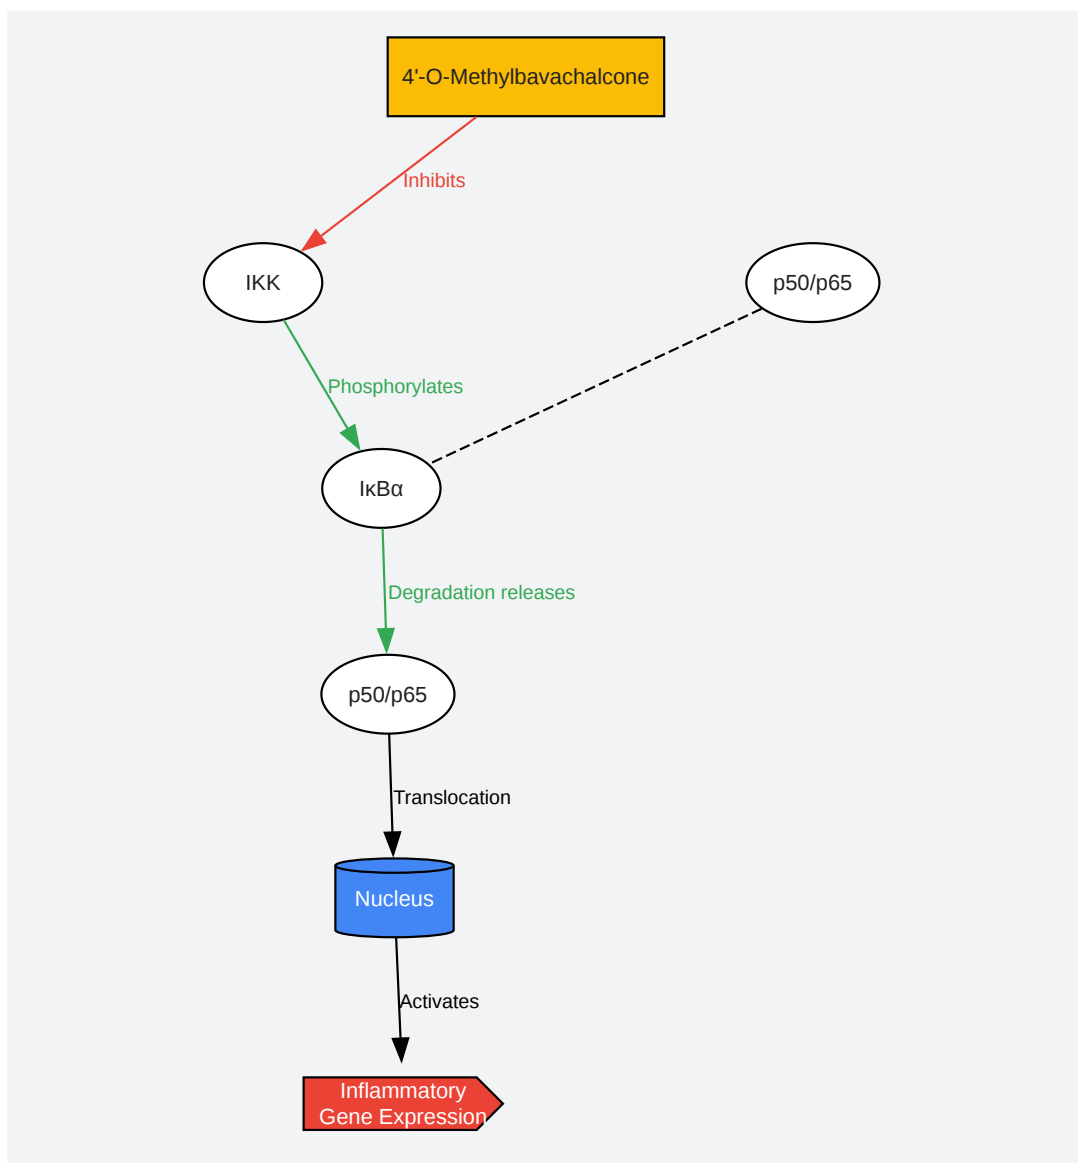 4'-O-Methylbavachalcone
Inhibits
IKK
p50/p65
Phosphorylates
IκBα
Degradation releases
p50/p65
Translocation
Nucleus
Activates
Inflammatory
Gene Expression